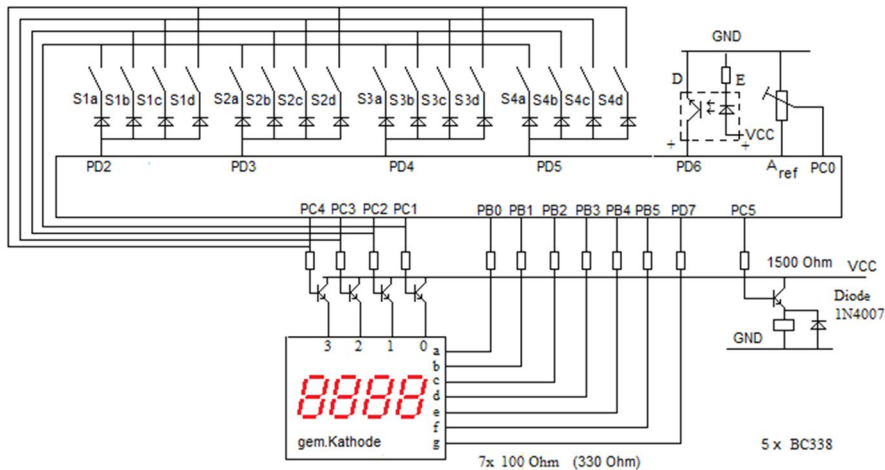 GND
D E
S1a S1b S1c S1d S2a S2b S2c S2d S3a S3b S3c S3d S4a S4b S4c S4d
VCC
+ +
PD2 PD3 PD4 PD5 PD6 Aref PC0
PC4 PC3 PC2 PC1 PB0 PB1 PB2 PB3 PB4 PB5 PD7 PC5
1500 Ohm VCC
Diode
1N4007
GND
3 2 1 0
a
b
c
d
e
f
g
8888
gem.Kathode
7x 100 Ohm (330 Ohm)
5 x BC338